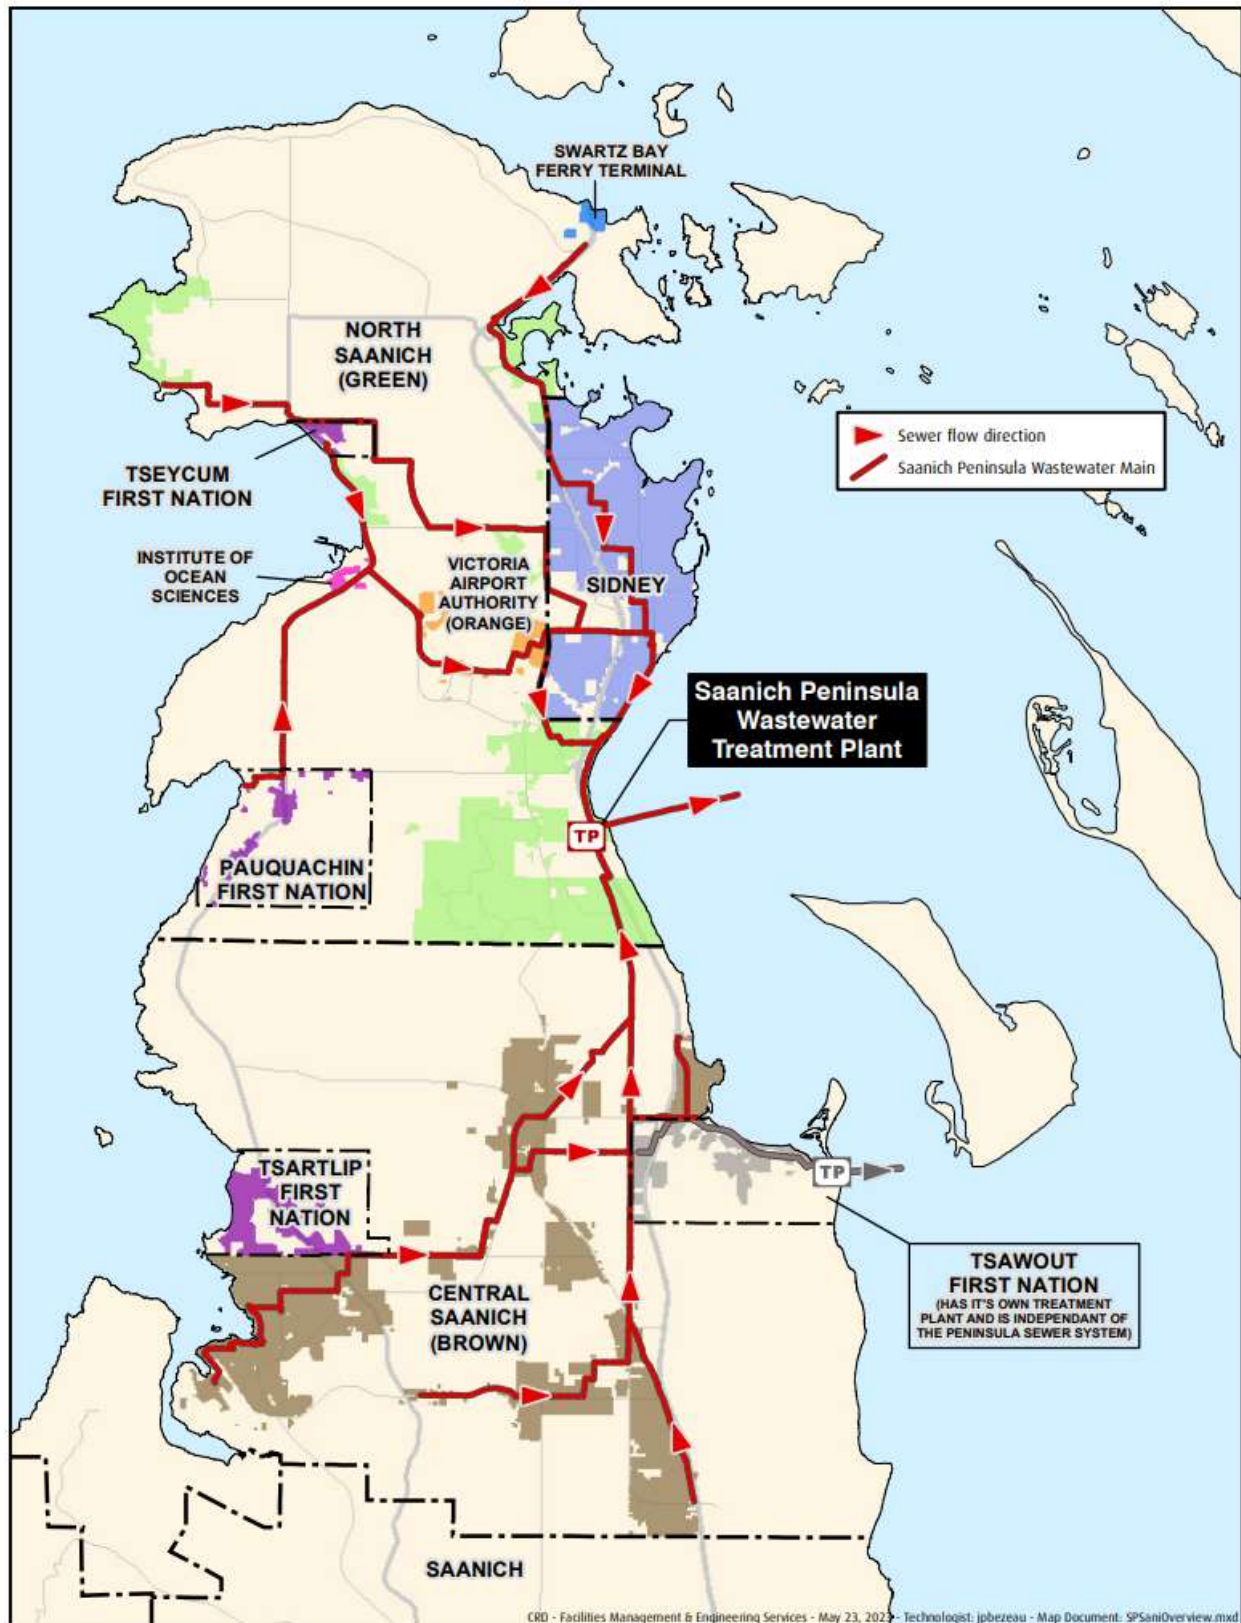 SWARTZ BAY
FERRY TERMINAL
NORTH
SAANICH
(GREEN)
Sewer flow direction
Saanich Peninsula Wastewater Main
TSEYCUM
FIRST NATION
INSTITUTE OF
OCEAN
SCIENCES
VICTORIA
AIRPORT
AUTHORITY
(ORANGE)
SIDNEY
Saanich Peninsula
Wastewater
Treatment Plant
TP
PAUQUACHIN
FIRST NATION
TSARTLIP
FIRST
NATION
TP
TSAWOUT
FIRST NATION
(HAS IT'S OWN TREATMENT
PLANT AND IS INDEPENDANT OF
THE PENINSULA SEWER SYSTEM)
CENTRAL
SAANICH
(BROWN)
SAANICH
CRD - Facilities Management & Engineering Services - May 23, 2023 - Technologist: jpbezeau - Map Document: SPSaniOverview.mxd